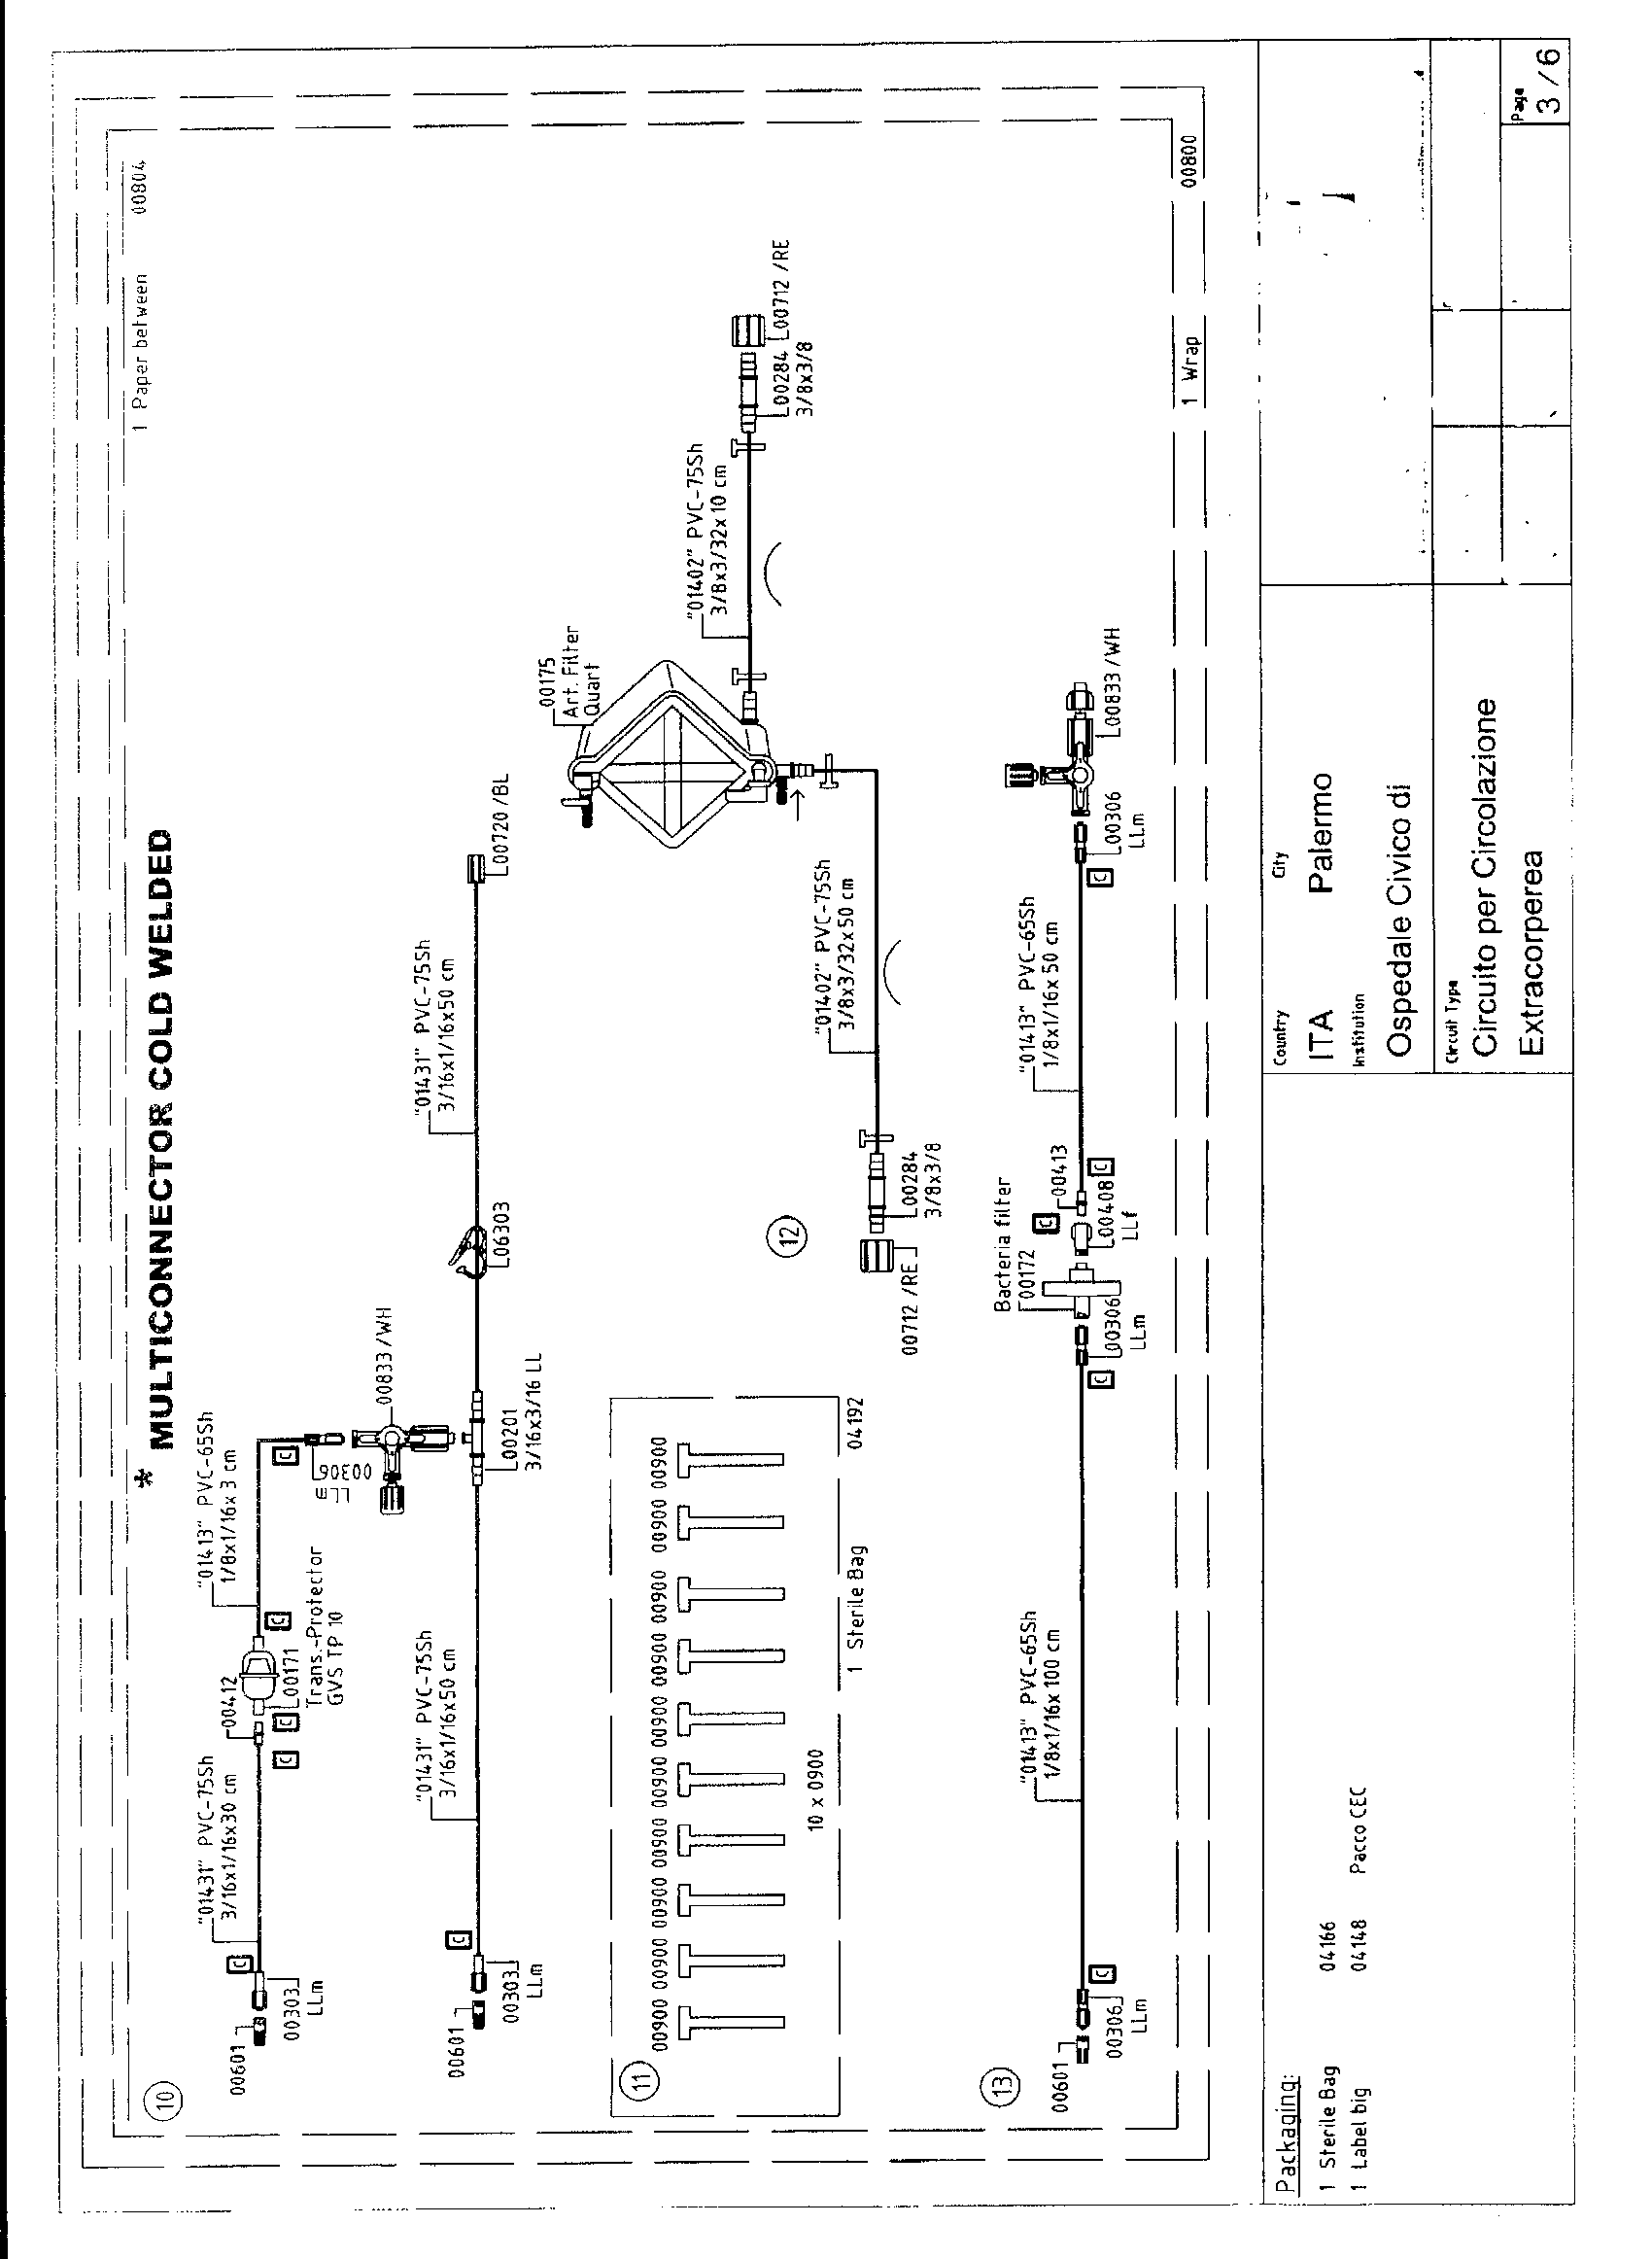 1 Paper between 00804
* MULTICONNECTOR COLD WELDED
10
"01431" PVC-75Sh
3/16x1/16x30 cm
00412
"01413" PVC-65Sh
1/8x1/16x 3 cm
C
C
C
C
C
00601
00303
LLm
00171
Trans.-Protector
GVS TP 10
00306
LLm
00833 /WH
"01431" PVC-75Sh
3/16x1/16x50 cm
"01431" PVC-75Sh
3/16x1/16x50 cm
C
00601
00303
LLm
00201
3/16x3/16 LL
06303
00720 /BL
11
00900 00900 00900 00900 00900 00900 00900 00900 00900 00900
10 x 0900
1 Sterile Bag 04192
12
00175
Art. Filter
Quart
"01402" PVC-75Sh
3/8x3/32x10 cm
00284
3/8x3/8
00712 /RE
"01402" PVC-75Sh
3/8x3/32x50 cm
00712 /RE
00284
3/8x3/8
13
"01413" PVC-65Sh
1/8x1/16x 100 cm
Bacteria filter
00172
00413
"01413" PVC-65Sh
1/8x1/16x 50 cm
C
C
C
C
C
00601
00306
LLm
00306
LLm
00408
LLf
00306
LLm
00833 /WH
1 Wrap 00800
Packaging:
1 Sterile Bag 04166
1 Label big 04148 Pacco CEC
Country City
ITA Palermo
Institution
Ospedale Civico di
Circuit Type
Circuito per Circolazione
Extracorperea
Page
3 / 6